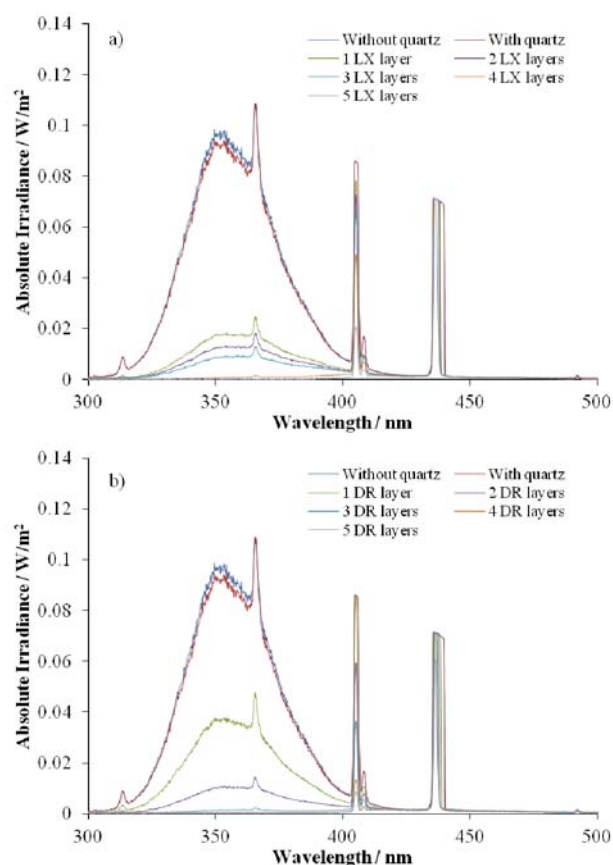 a)
Without quartz
With quartz
1 LX layer
2 LX layers
3 LX layers
4 LX layers
5 LX layers
Absolute Irradiance / W/m²
0.14
0.12
0.1
0.08
0.06
0.04
0.02
0
300 350 400 450 500
Wavelength / nm
b)
Without quartz
With quartz
1 DR layer
2 DR layers
3 DR layers
4 DR layers
5 DR layers
Absolute Irradiance / W/m²
0.14
0.12
0.1
0.08
0.06
0.04
0.02
0
300 350 400 450 500
Wavelength / nm